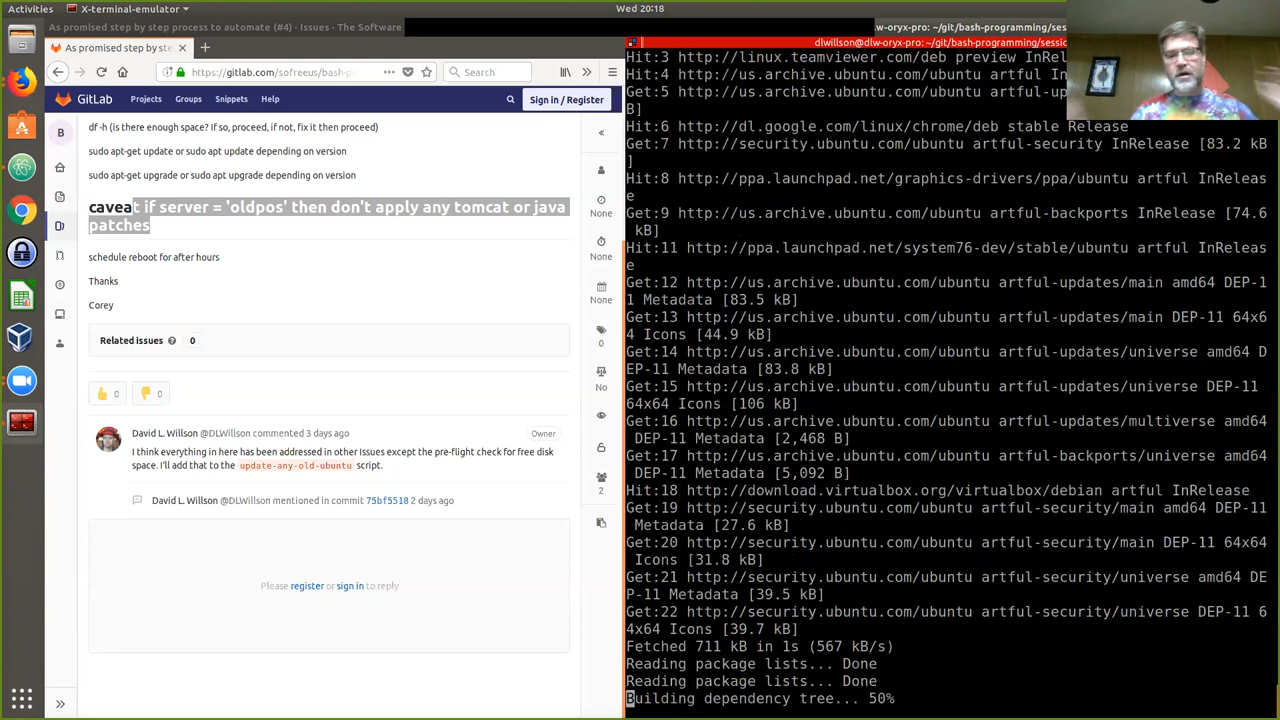 Activities
X-terminal-emulator
Wed 20:18
As promised step by step process to automate (#4) · Issues · The Software
w-oryx-pro: ~/git/bash-programming/ses
As promised step by ste
dlwillson@dlw-oryx-pro: ~/git/bash-programming/sessio
https://gitlab.com/sofreeus/bash-p
Search
GitLab
Projects
Groups
Snippets
Help
Sign in / Register
B
df -h (is there enough space? If so, proceed, if not, fix it then proceed)
sudo apt-get update or sudo apt update depending on version
sudo apt-get upgrade or sudo apt upgrade depending on version
caveat if server = 'oldpos' then don't apply any tomcat or java
patches
schedule reboot for after hours
Thanks
Corey
Related issues 0
0
0
David L. Willson @DLWillson commented 3 days ago
Owner
I think everything in here has been addressed in other Issues except the pre-flight check for free disk
space. I'll add that to the update-any-old-ubuntu script.
David L. Willson @DLWillson mentioned in commit 75bf5518 2 days ago
Please register or sign in to reply
None
None
None
0
No
2
Hit:3 http://linux.teamviewer.com/deb preview InRel
Hit:4 http://us.archive.ubuntu.com/ubuntu artful In
Get:5 http://us.archive.ubuntu.com/ubuntu artful-up
B]
Hit:6 http://dl.google.com/linux/chrome/deb stable Release
Get:7 http://security.ubuntu.com/ubuntu artful-security InRelease [83.2 kB
]
Hit:8 http://ppa.launchpad.net/graphics-drivers/ppa/ubuntu artful InReleas
e
Get:9 http://us.archive.ubuntu.com/ubuntu artful-backports InRelease [74.6
kB]
Hit:11 http://ppa.launchpad.net/system76-dev/stable/ubuntu artful InReleas
e
Get:12 http://us.archive.ubuntu.com/ubuntu artful-updates/main amd64 DEP-1
1 Metadata [83.5 kB]
Get:13 http://us.archive.ubuntu.com/ubuntu artful-updates/main DEP-11 64x6
4 Icons [44.9 kB]
Get:14 http://us.archive.ubuntu.com/ubuntu artful-updates/universe amd64 D
EP-11 Metadata [83.8 kB]
Get:15 http://us.archive.ubuntu.com/ubuntu artful-updates/universe DEP-11
64x64 Icons [106 kB]
Get:16 http://us.archive.ubuntu.com/ubuntu artful-updates/multiverse amd64
DEP-11 Metadata [2,468 B]
Get:17 http://us.archive.ubuntu.com/ubuntu artful-backports/universe amd64
DEP-11 Metadata [5,092 B]
Hit:18 http://download.virtualbox.org/virtualbox/debian artful InRelease
Get:19 http://security.ubuntu.com/ubuntu artful-security/main amd64 DEP-11
Metadata [27.6 kB]
Get:20 http://security.ubuntu.com/ubuntu artful-security/main DEP-11 64x64
Icons [31.8 kB]
Get:21 http://security.ubuntu.com/ubuntu artful-security/universe amd64 DE
P-11 Metadata [39.5 kB]
Get:22 http://security.ubuntu.com/ubuntu artful-security/universe DEP-11 6
4x64 Icons [39.7 kB]
Fetched 711 kB in 1s (567 kB/s)
Reading package lists... Done
Reading package lists... Done
Building dependency tree... 50%